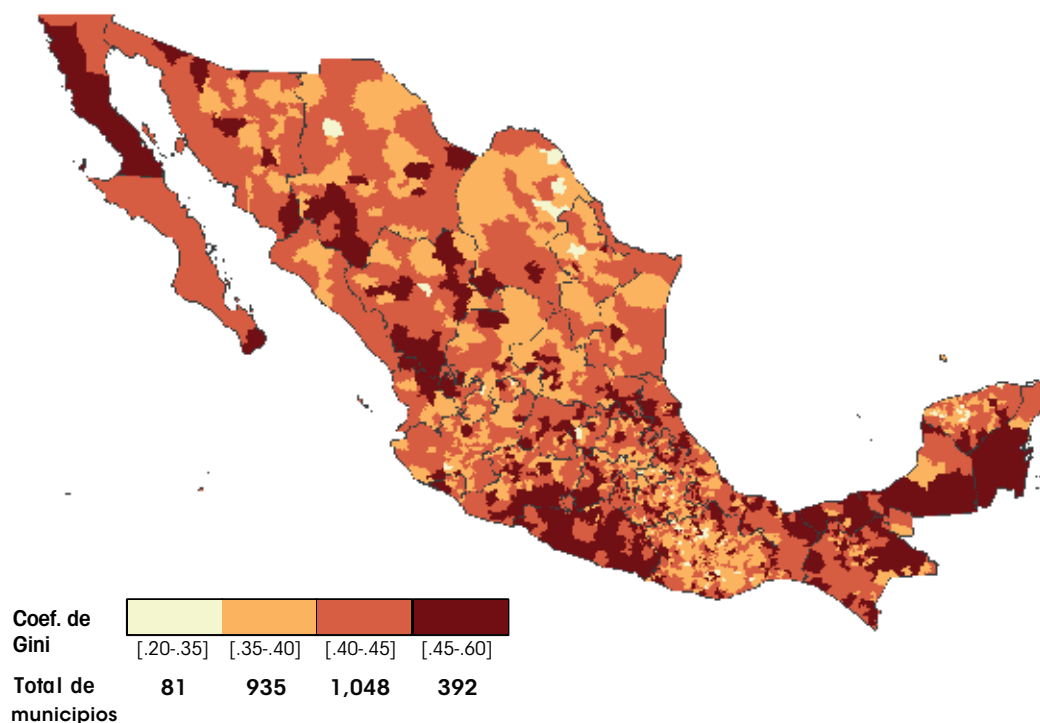 Coef. de
Gini
[.20-.35] [.35-.40] [.40-.45] [.45-.60]
Total de
municipios
81 935 1,048 392